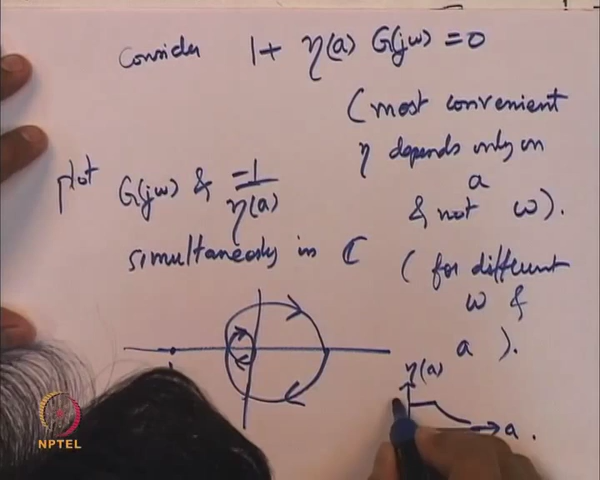 Consider 1 + η(a) G(jω) = 0
(most convenient
η depends only on
a
& not ω).
plot G(jω) & -1/η(a)
simultaneously in ℂ (for different
ω &
a ).
η(a)
a .
NPTEL